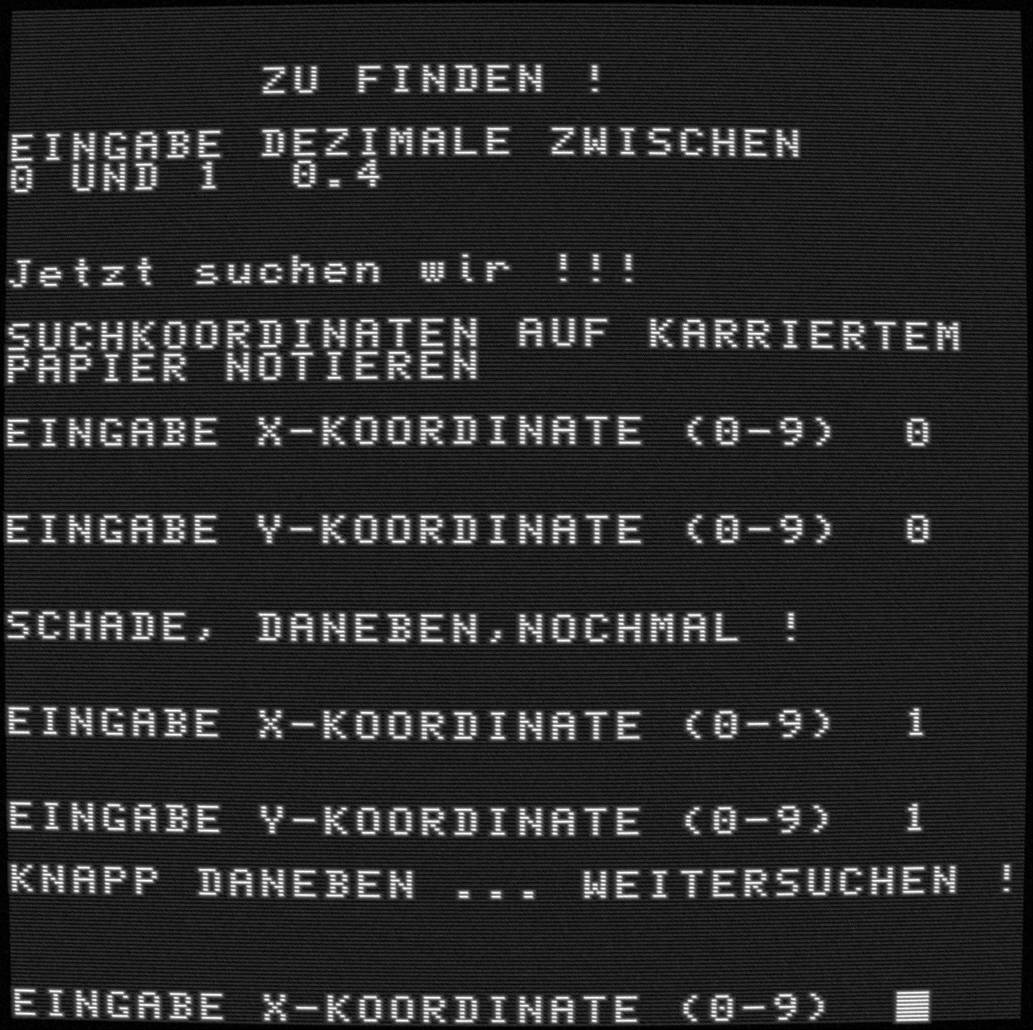 ZU FINDEN !
EINGABE DEZIMALE ZWISCHEN
0 UND 1 0.4
Jetzt suchen wir !!!
SUCHKOORDINATEN AUF KARRIERTEM
PAPIER NOTIEREN
EINGABE X-KOORDINATE (0-9) 0
EINGABE Y-KOORDINATE (0-9) 0
SCHADE, DANEBEN,NOCHMAL !
EINGABE X-KOORDINATE (0-9) 1
EINGABE Y-KOORDINATE (0-9) 1
KNAPP DANEBEN ... WEITERSUCHEN !
EINGABE X-KOORDINATE (0-9)